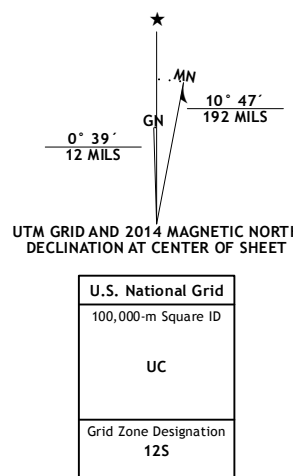 ★
MN
GN
0° 39´
12 MILS
10° 47´
192 MILS
UTM GRID AND 2014 MAGNETIC NORTH
DECLINATION AT CENTER OF SHEET
U.S. National Grid
100,000-m Square ID
UC
Grid Zone Designation
12S